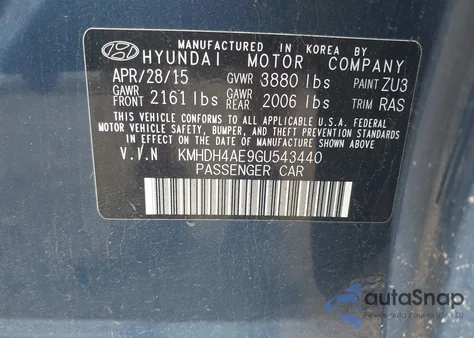 MANUFACTURED IN KOREA BY
HYUNDAI MOTOR COMPANY
APR/28/15 GVWR 3880 lbs PAINT ZU3
GAWR FRONT 2161 lbs GAWR REAR 2006 lbs TRIM RAS
THIS VEHICLE CONFORMS TO ALL APPLICABLE U.S.A. FEDERAL
MOTOR VEHICLE SAFETY, BUMPER, AND THEFT PREVENTION
STANDARDS IN EFFECT ON THE DATE OF MANUFACTURE SHOWN ABOVE.
V.I.N KMHDH4AE9GU543440
PASSENGER CAR
autoSnap